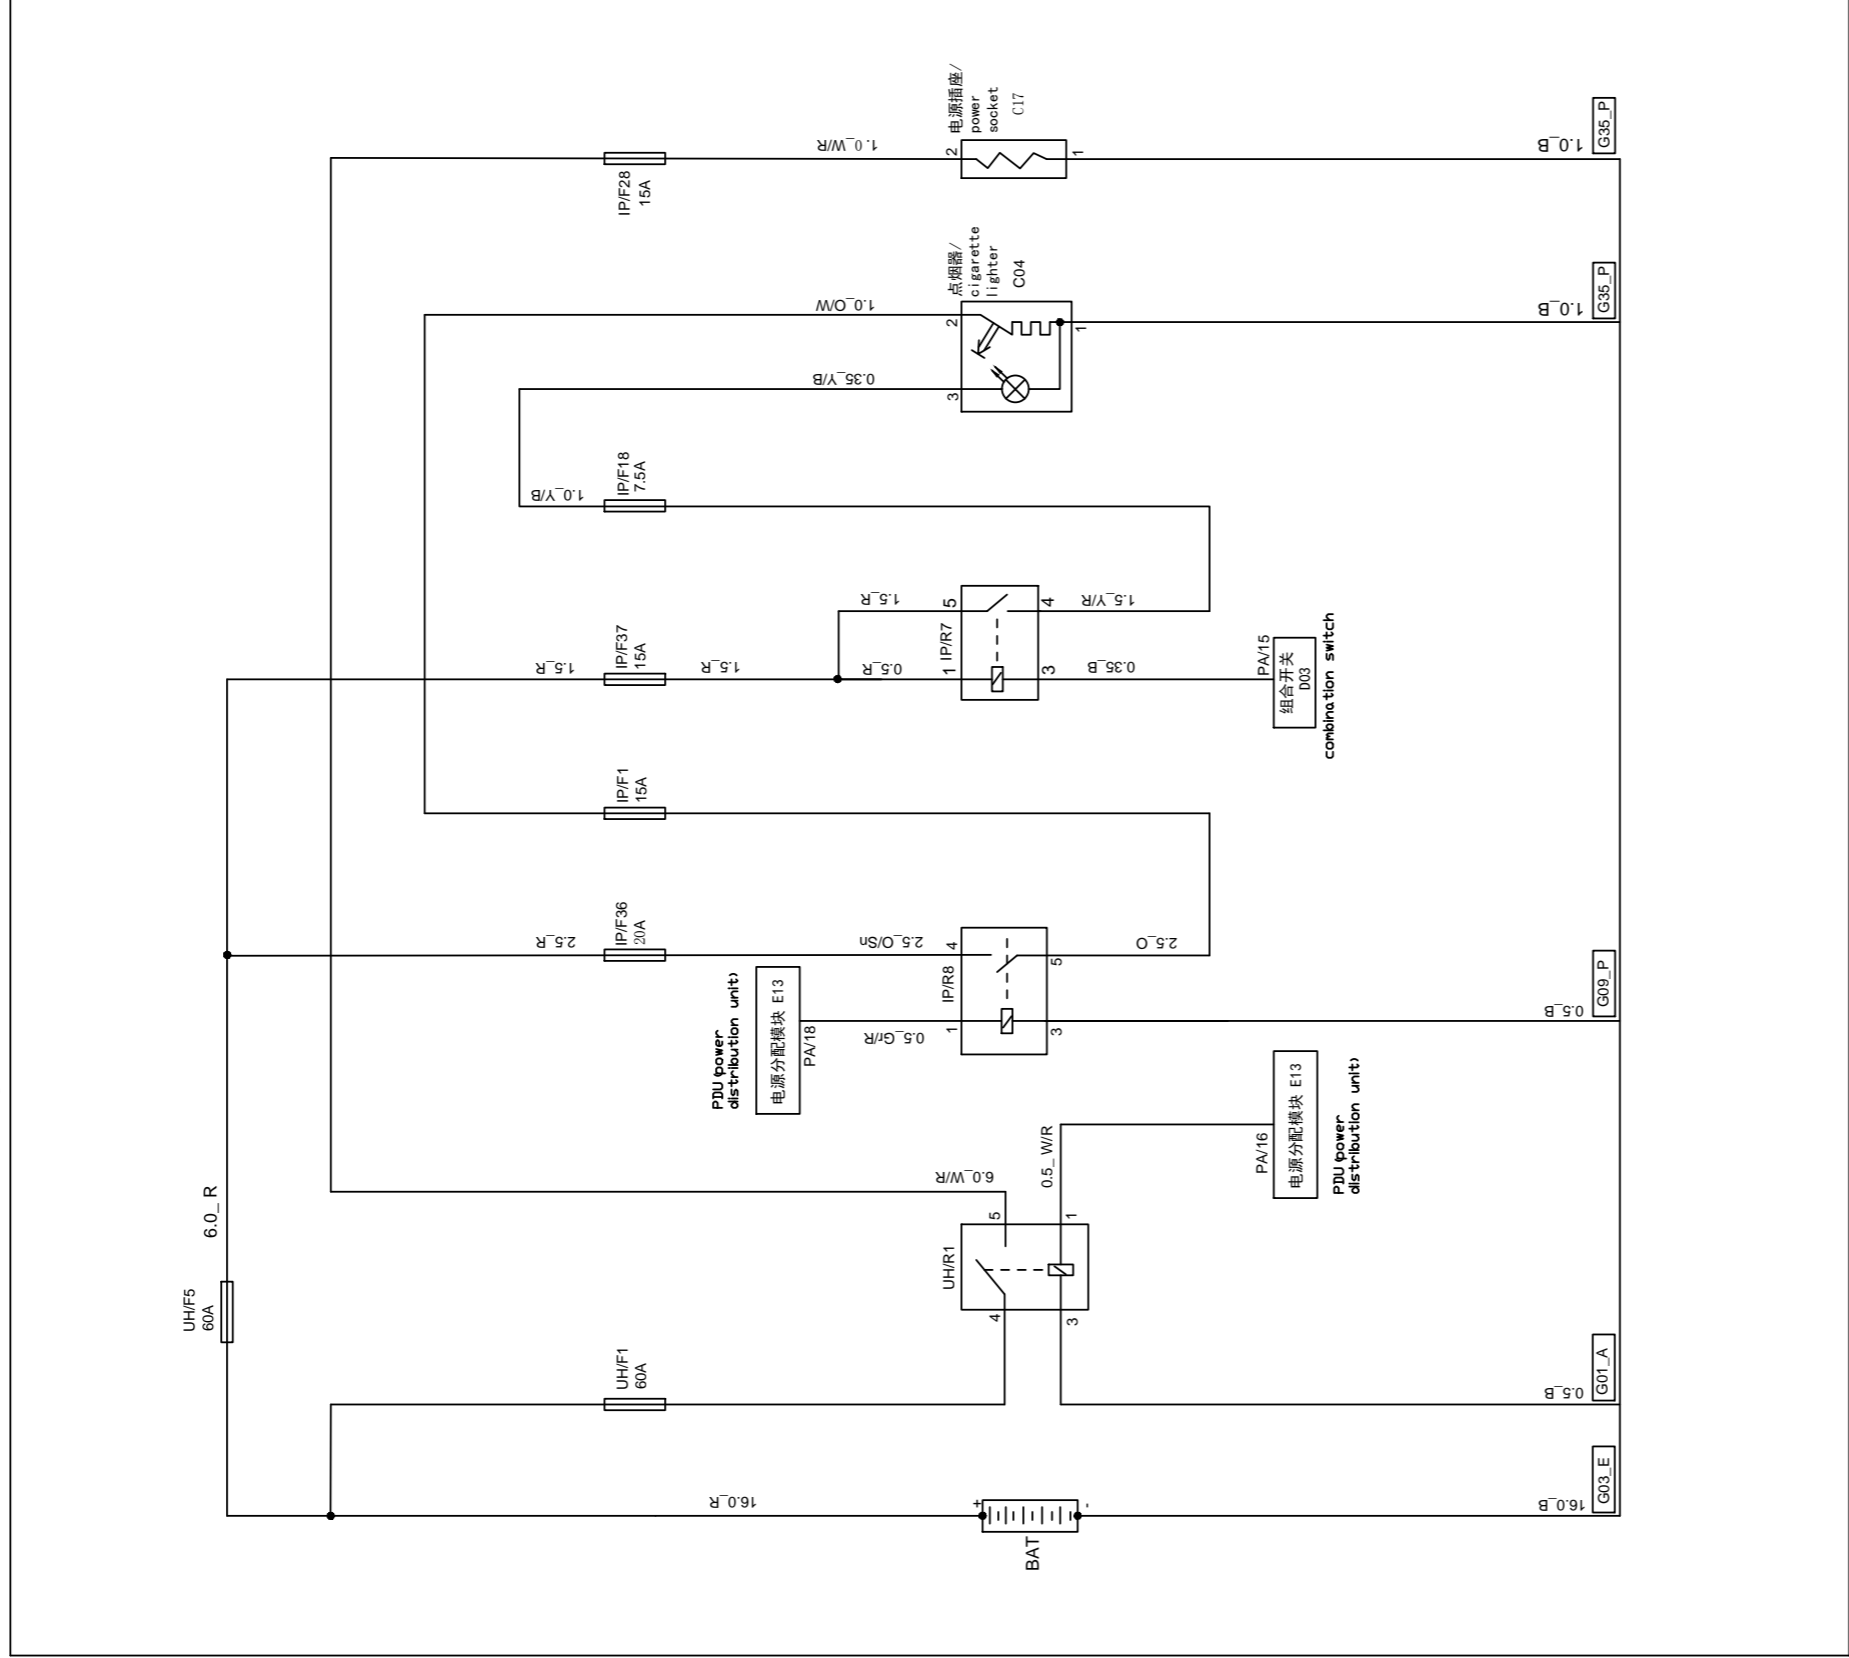 BAT
+
-
16.0_R
16.0_B
G03_E
UH/F5
60A
6.0_ R
UH/F1
60A
UH/R1
4
5
3
1
6.0_W/R
0.5_ W/R
0.5_B
G01_A
PA/16
电源分配模块 E13
PDU(power
distribution unit)
PDU(power
distribution unit)
电源分配模块 E13
PA/18
0.5_Gr/R
IP/R8
1
4
3
5
2.5_R
IP/F36
20A
2.5_O/Sn
2.5_O
0.5_B
G09_P
IP/F1
15A
1.5_R
IP/F37
15A
1.5_R
0.5_R
1.5_R
IP/R7
1
5
3
4
0.35_B
1.5_Y/R
PA/15
组合开关
D03
combination switch
1.0_Y/B
IP/F18
7.5A
0.35_Y/B
1.0_O/W
3
2
1
点烟器/
cigarette
lighter
C04
1.0_B
G35_P
IP/F28
15A
1.0_W/R
2
1
电源插座/
power
socket
C17
1.0_B
G35_P